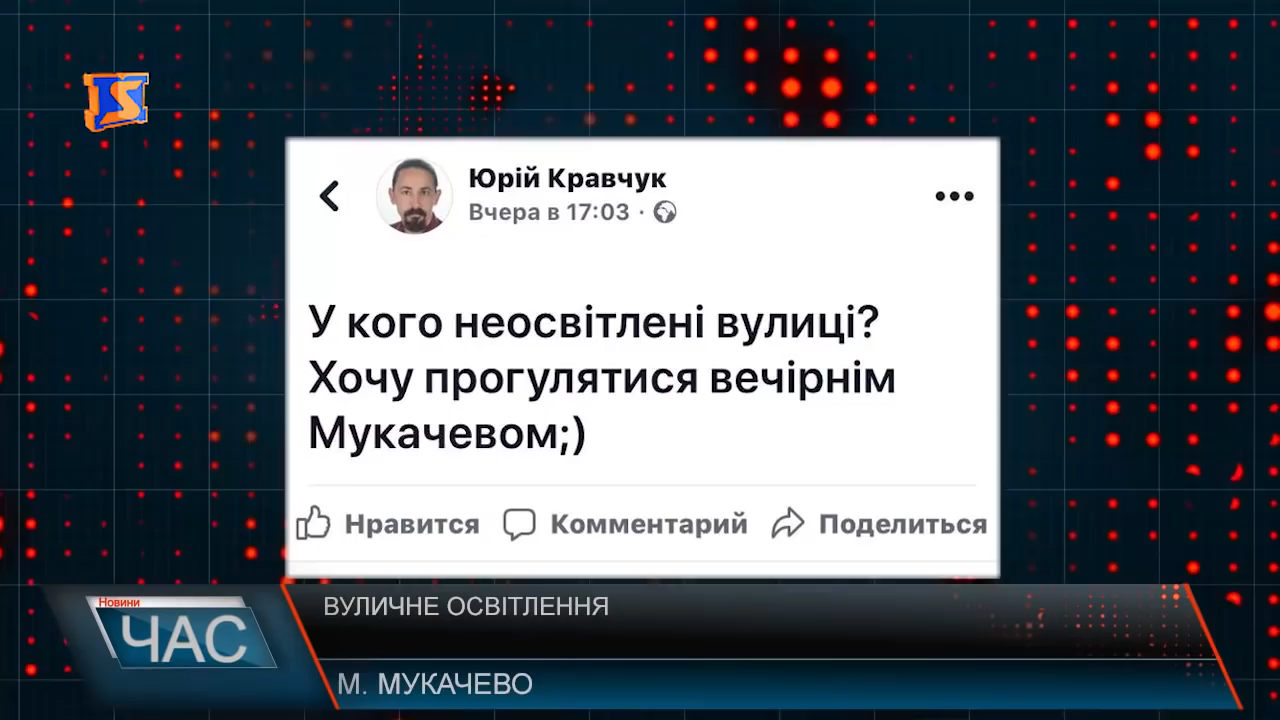 Юрій Кравчук
Вчера в 17:03 ·
У кого неосвітлені вулиці?
Хочу прогулятися вечірнім
Мукачевом;)
Нравится Комментарий Поделиться
Новини
ЧАС
ВУЛИЧНЕ ОСВІТЛЕННЯ
М. МУКАЧЕВО